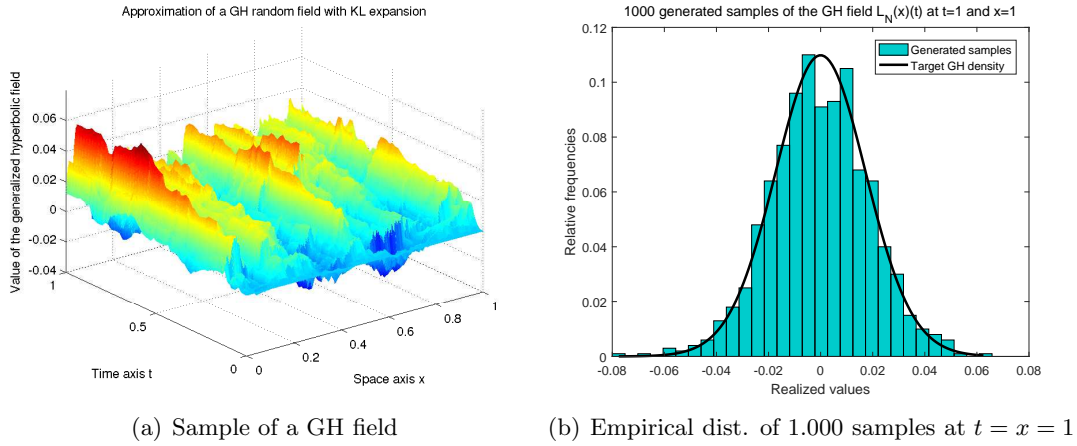 Approximation of a GH random field with KL expansion
Value of the generalized hyperbolic field
0.06
0.04
0.02
0
-0.02
-0.04
1
0.5
0
Time axis t
0
0.2
0.4
0.6
0.8
1
Space axis x
(a) Sample of a GH field
1000 generated samples of the GH field L_N(x)(t) at t=1 and x=1
Generated samples
Target GH density
Relative frequencies
0.12
0.1
0.08
0.06
0.04
0.02
0
-0.08
-0.06
-0.04
-0.02
0
0.02
0.04
0.06
0.08
Realized values
(b) Empirical dist. of 1.000 samples at t = x = 1